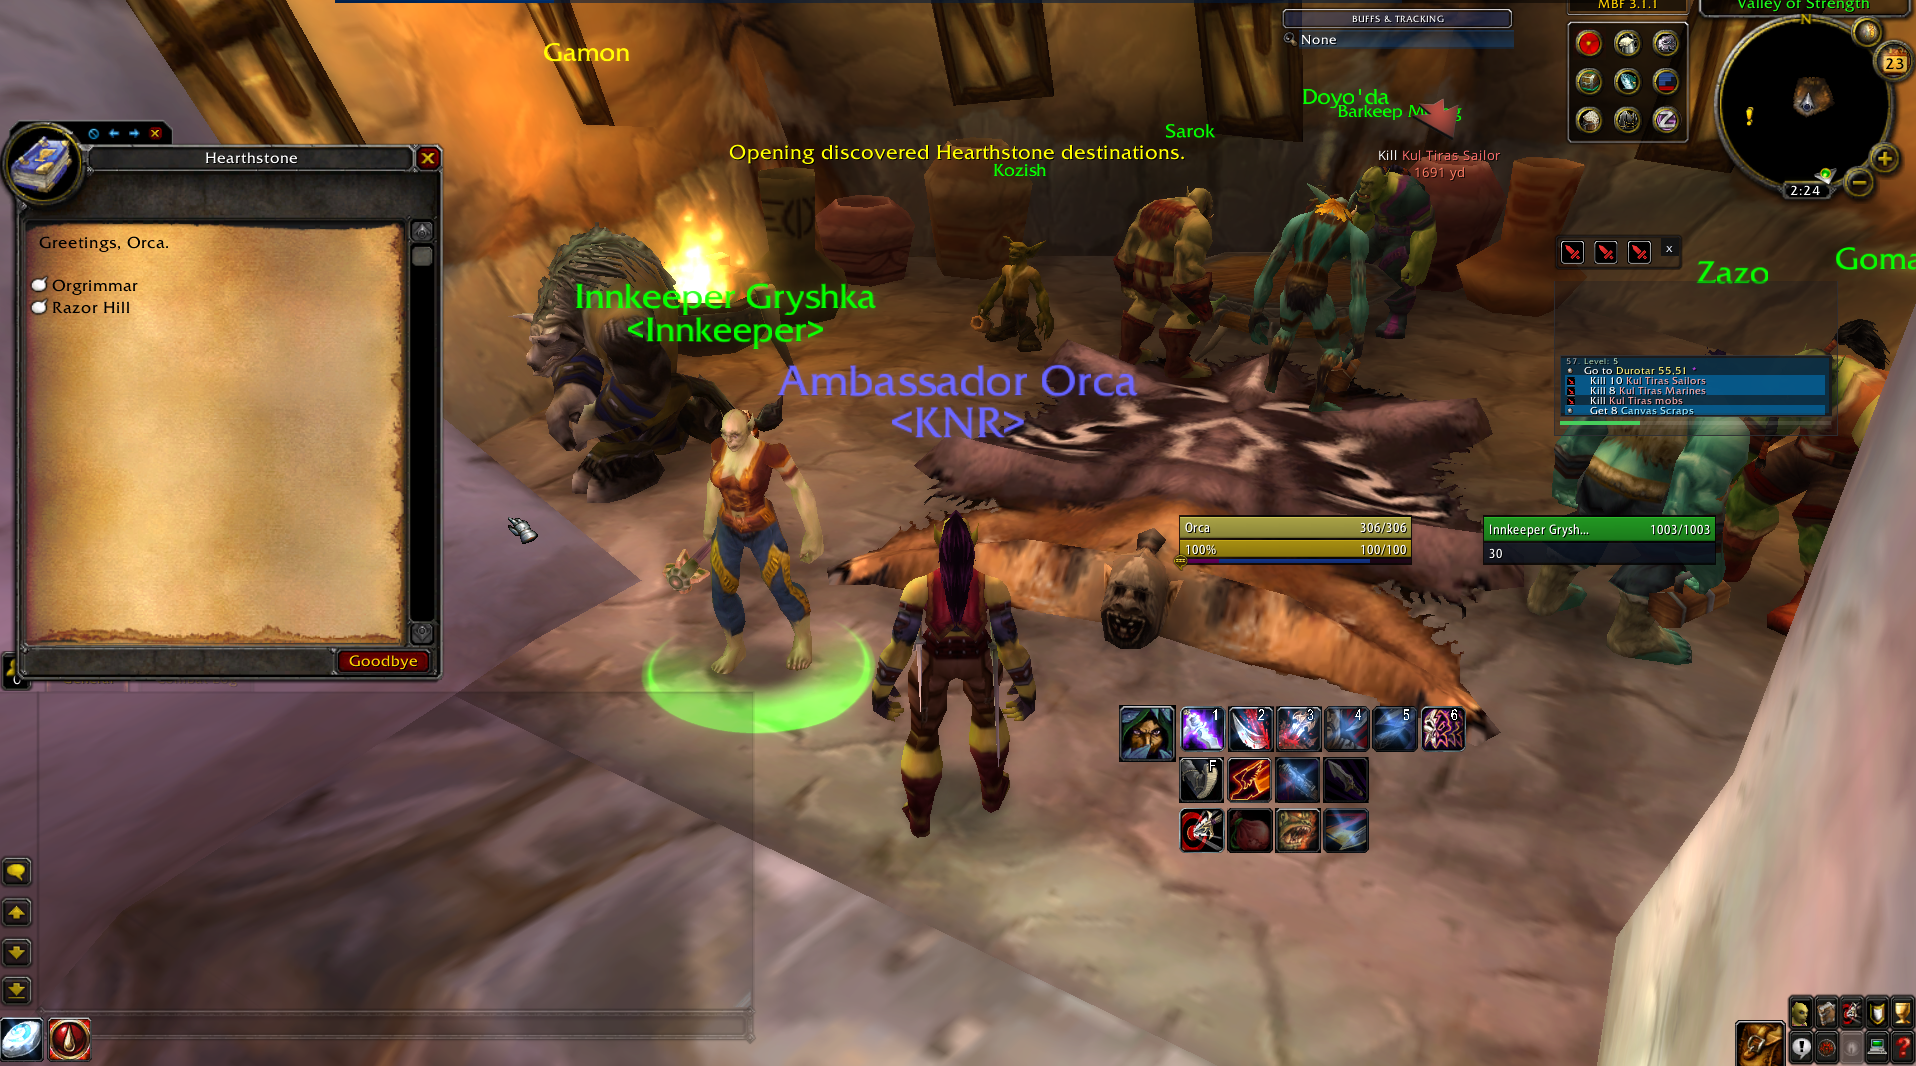 MBF 3.1.1
Valley of Strength
BUFFS & TRACKING
None
N
23
Gamon
Doyo'da
Barkeep
Sarok
Opening discovered Hearthstone destinations.
Kozish
Kill Kul Tiras Sailor
1691 yd
2:24
Hearthstone
Greetings, Orca.
Orgrimmar
Razor Hill
Goodbye
x
Zazo
Goma
Innkeeper Gryshka
<Innkeeper>
Ambassador Orca
<KNR>
57. Level: 5
Go to Durotar 55,51 *
Kill 10 Kul Tiras Sailors
Kill 8 Kul Tiras Marines
Kill Kul Tiras mobs
Get 8 Canvas Scraps
Orca 306/306
100% 100/100
Innkeeper Grysh... 1003/1003
30
General
0
1 2 3 4 5 6
F